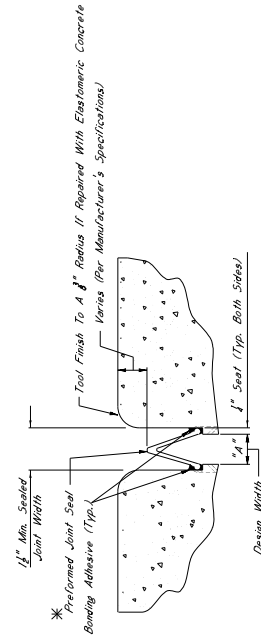 1½" Min. Sealed
Joint Width
* Preformed Joint Seal
Bonding Adhesive (Typ.)
Tool Finish To A ⅜" Radius If Repaired With Elastomeric Concrete
Varies (Per Manufacturer's Specifications)
¼" Seat (Typ. Both Sides)
"A"
Design Width